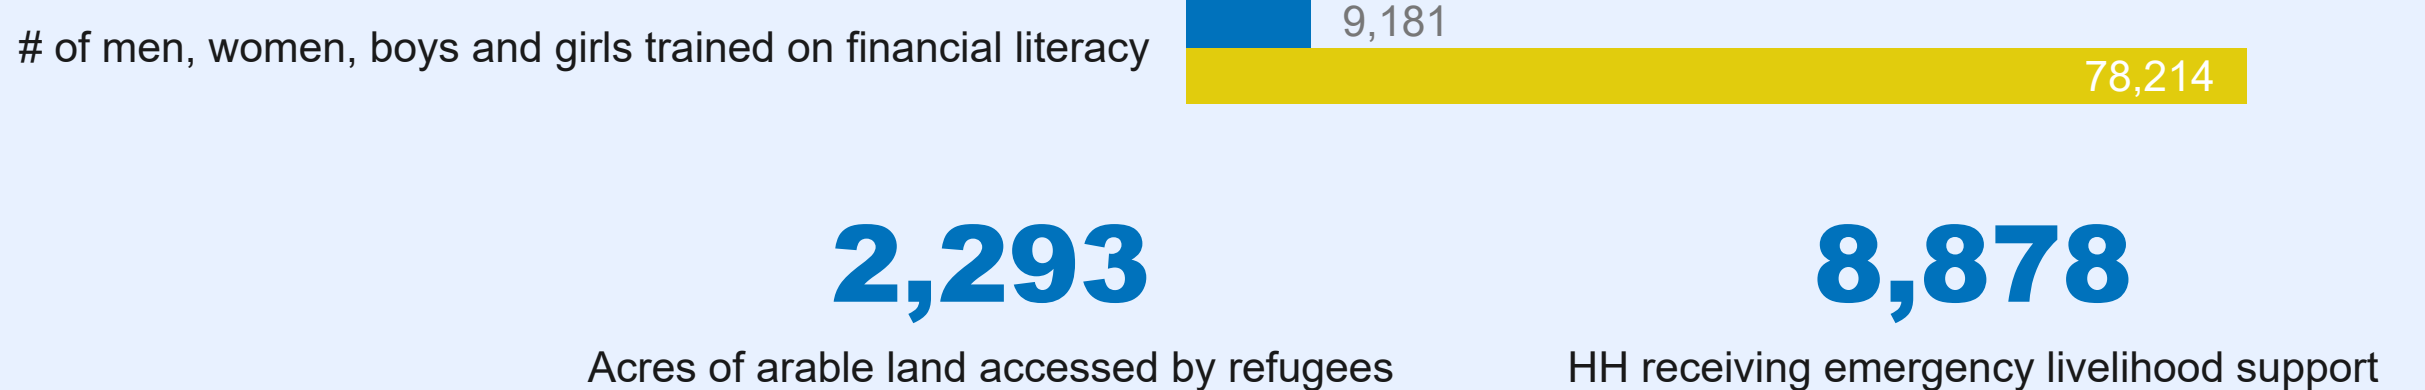 9,181
# of men, women, boys and girls trained on financial literacy
78,214
2,293
8,878
Acres of arable land accessed by refugees
HH receiving emergency livelihood support